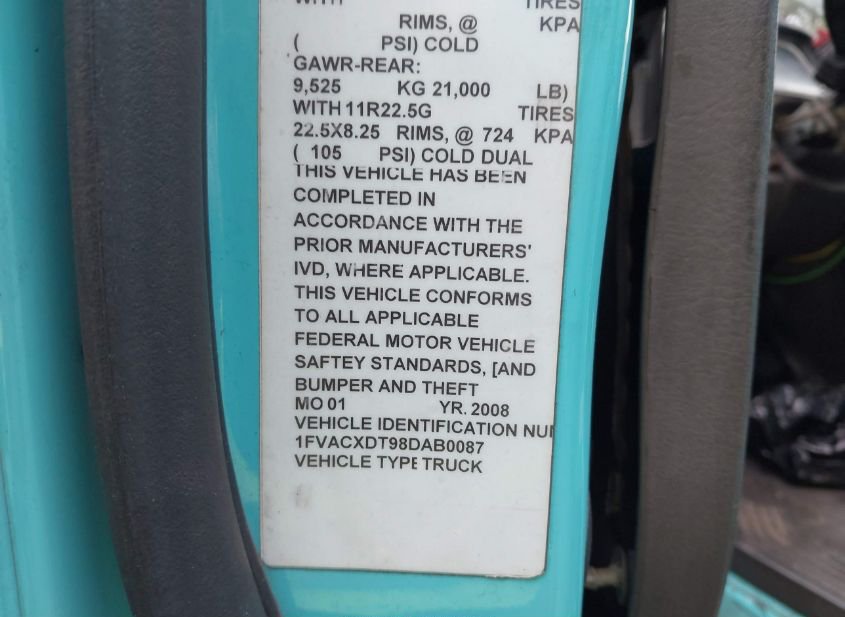 WITH TIRES
RIMS, @ KPA
( PSI) COLD
GAWR-REAR:
9,525 KG 21,000 LB)
WITH 11R22.5G TIRES
22.5X8.25 RIMS, @ 724 KPA
( 105 PSI) COLD DUAL
THIS VEHICLE HAS BEEN
COMPLETED IN
ACCORDANCE WITH THE
PRIOR MANUFACTURERS'
IVD, WHERE APPLICABLE.
THIS VEHICLE CONFORMS
TO ALL APPLICABLE
FEDERAL MOTOR VEHICLE
SAFTEY STANDARDS, [AND
BUMPER AND THEFT
MO 01 YR. 2008
VEHICLE IDENTIFICATION NUI
1FVACXDT98DAB0087
VEHICLE TYPE TRUCK